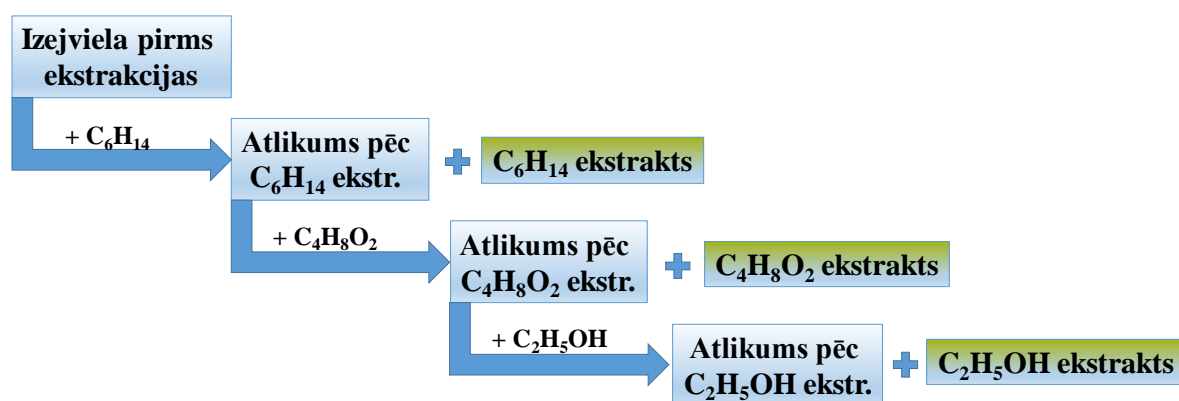 Izejviela pirms
ekstrakcijas
+ C₆H₁₄
Atlikums pēc
C₆H₁₄ ekstr.
C₆H₁₄ ekstrakts
+ C₄H₈O₂
Atlikums pēc
C₄H₈O₂ ekstr.
C₄H₈O₂ ekstrakts
+ C₂H₅OH
Atlikums pēc
C₂H₅OH ekstr.
C₂H₅OH ekstrakts